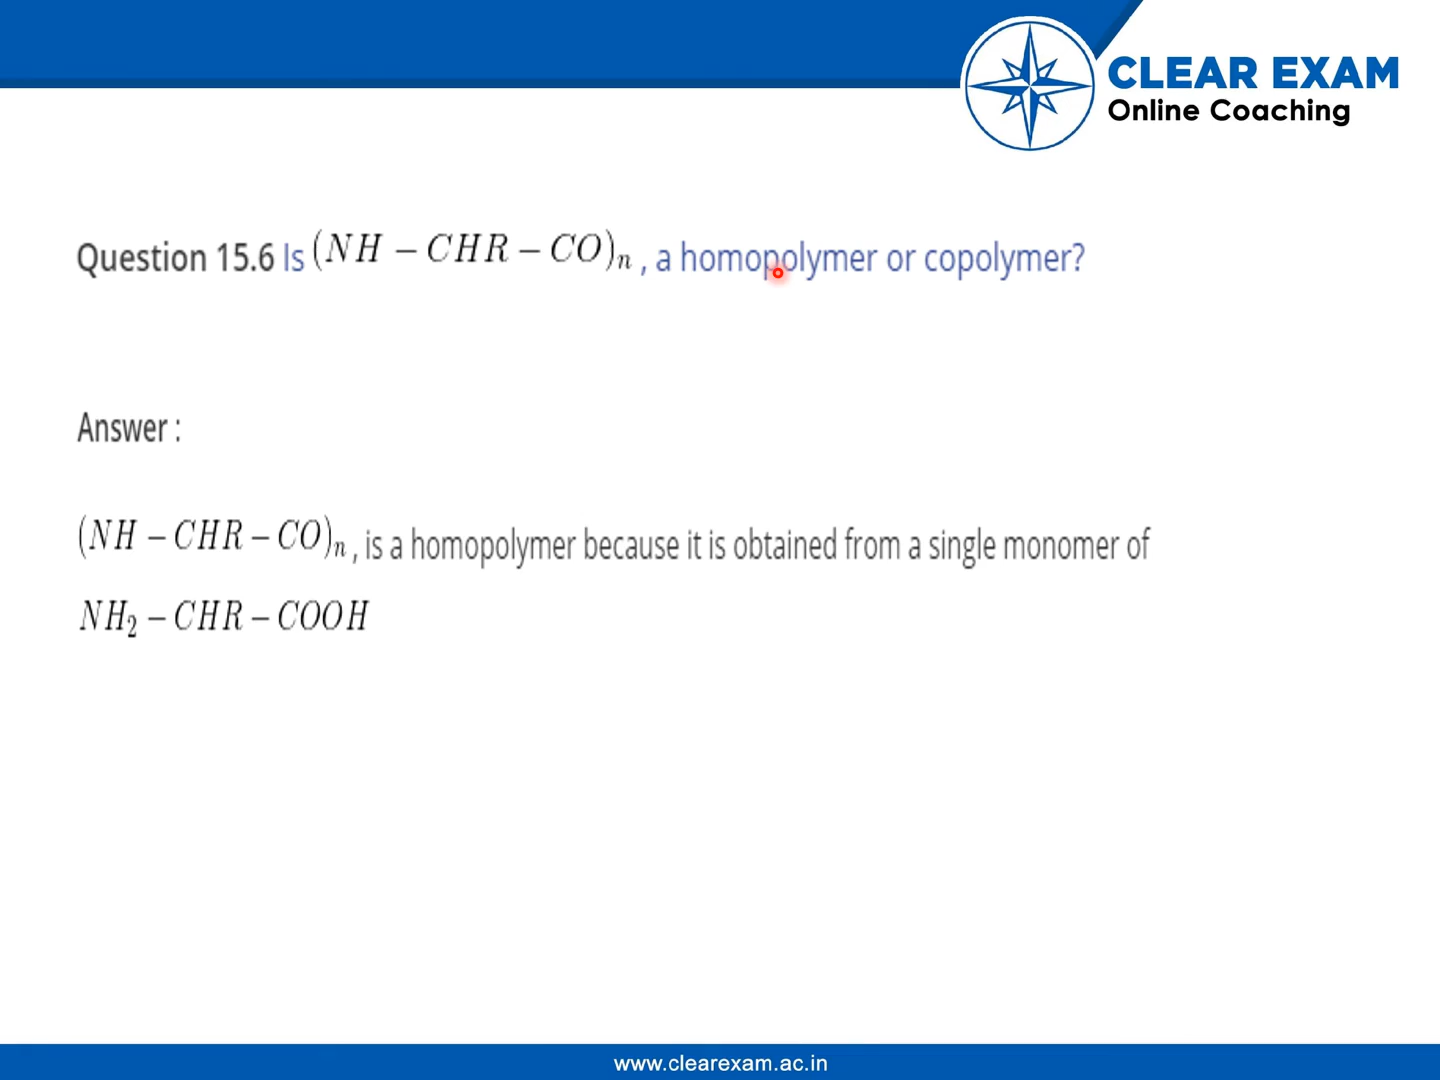 CLEAR EXAM
Online Coaching
Question 15.6 Is (NH – CHR – CO)ₙ , a homopolymer or copolymer?
Answer :
(NH – CHR – CO)ₙ , is a homopolymer because it is obtained from a single monomer of
NH₂ – CHR – COOH
www.clearexam.ac.in